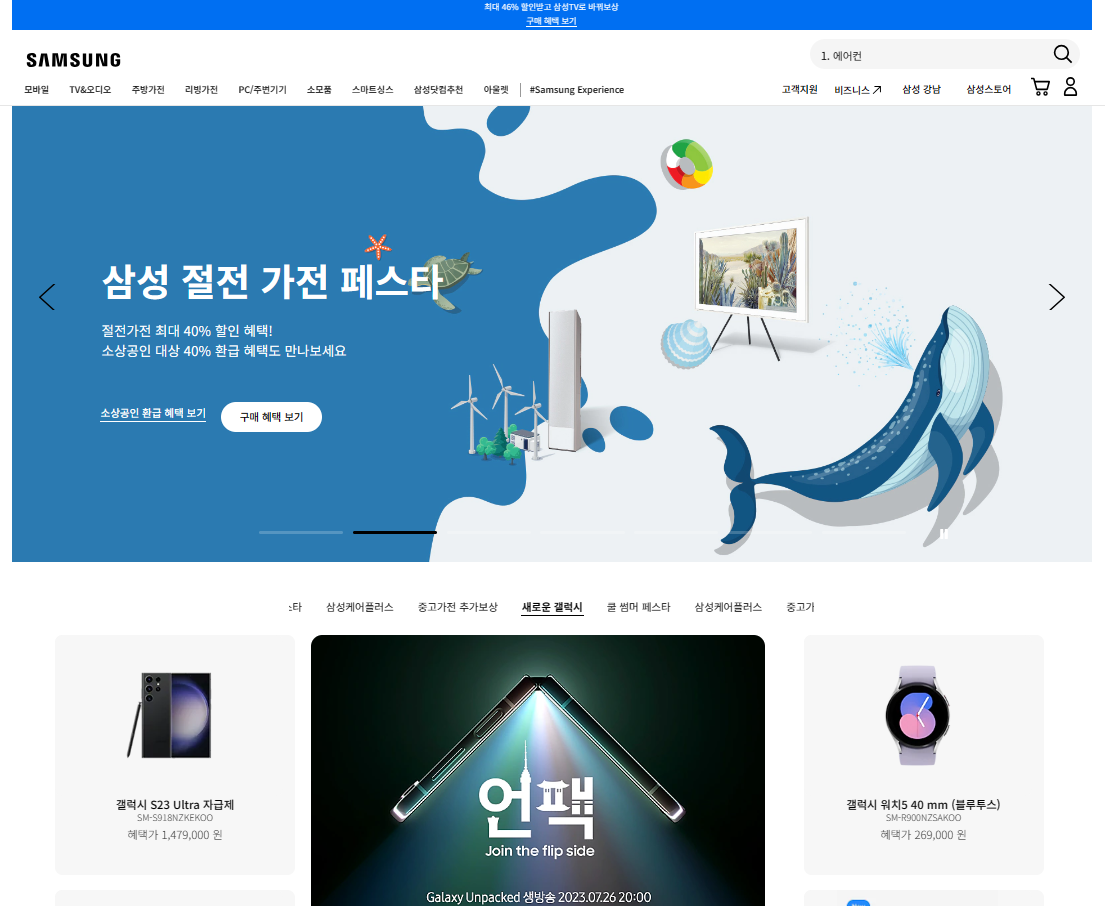 최대 46% 할인받고 삼성TV로 바꿔보상
구매 혜택 보기
SAMSUNG
1. 에어컨
모바일 TV&오디오 주방가전 리빙가전 PC/주변기기 소모품 스마트싱스 삼성닷컴추천 아울렛 #Samsung Experience 고객지원 비즈니스 삼성 강남 삼성스토어
삼성 절전 가전 페스타
절전가전 최대 40% 할인 혜택!
소상공인 대상 40% 환급 혜택도 만나보세요
소상공인 환급 혜택 보기 구매 혜택 보기
스타 삼성케어플러스 중고가전 추가보상 새로운 갤럭시 쿨 썸머 페스타 삼성케어플러스 중고가
갤럭시 S23 Ultra 자급제
SM-S918NZKEKOO
혜택가 1,479,000 원
언팩
Join the flip side
Galaxy Unpacked 생방송 2023.07.26 20:00
갤럭시 워치5 40 mm (블루투스)
SM-R900NZSAKOO
혜택가 269,000 원